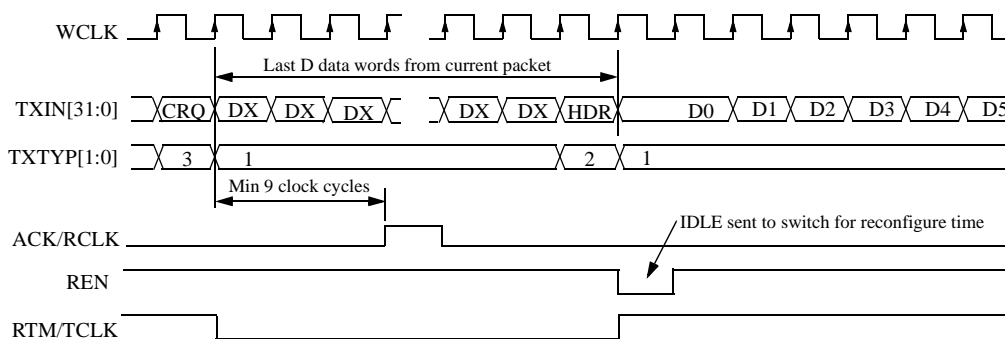 WCLK
Last D data words from current packet
TXIN[31:0] CRQ DX DX DX DX DX HDR D0 D1 D2 D3 D4 D5
TXTYP[1:0] 3 1 2 1
Min 9 clock cycles
ACK/RCLK
IDLE sent to switch for reconfigure time
REN
RTM/TCLK